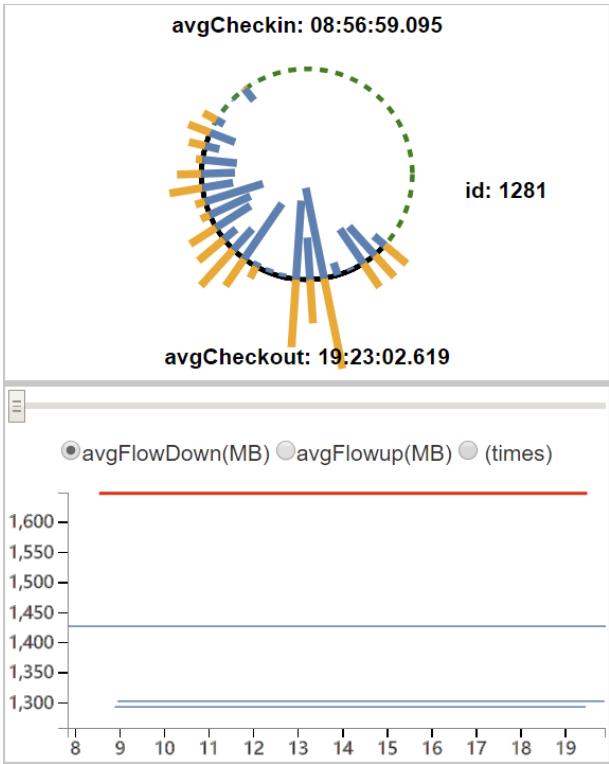 avgCheckin: 08:56:59.095
id: 1281
avgCheckout: 19:23:02.619
avgFlowDown(MB) avgFlowup(MB) (times)
1,600
1,550
1,500
1,450
1,400
1,350
1,300
8 9 10 11 12 13 14 15 16 17 18 19